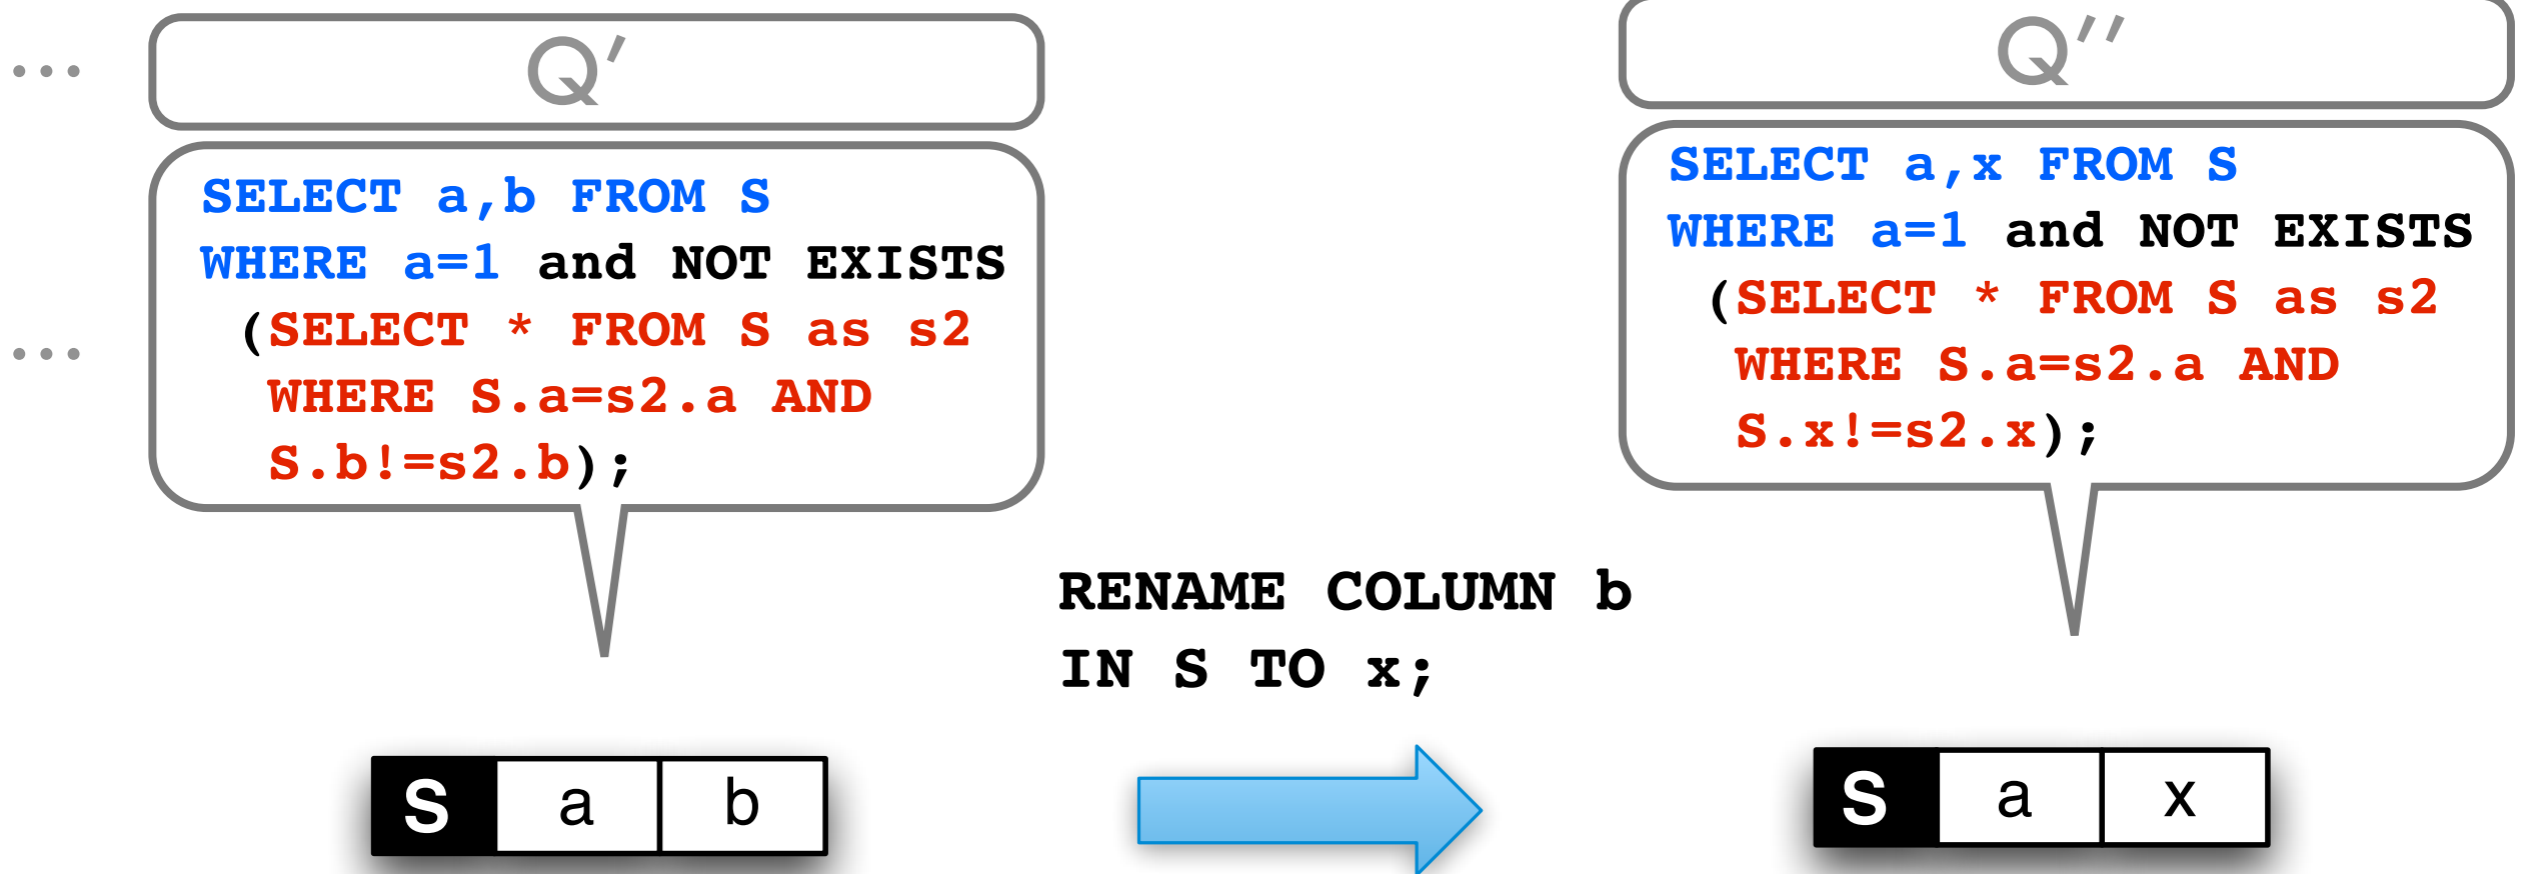 ...
Q′
SELECT a,b FROM S
WHERE a=1 and NOT EXISTS
(SELECT * FROM S as s2
WHERE S.a=s2.a AND
S.b!=s2.b);
...
RENAME COLUMN b
IN S TO x;
S a b
Q′′
SELECT a,x FROM S
WHERE a=1 and NOT EXISTS
(SELECT * FROM S as s2
WHERE S.a=s2.a AND
S.x!=s2.x);
S a x